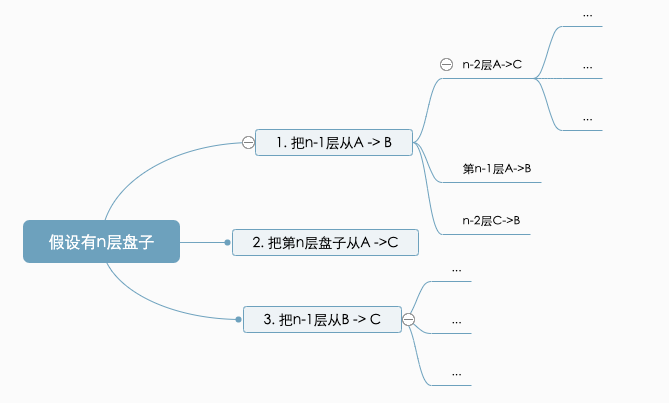 假设有n层盘子
1. 把n-1层从A -> B
n-2层A->C
...
...
...
第n-1层A->B
n-2层C->B
2. 把第n层盘子从A ->C
3. 把n-1层从B -> C
...
...
...